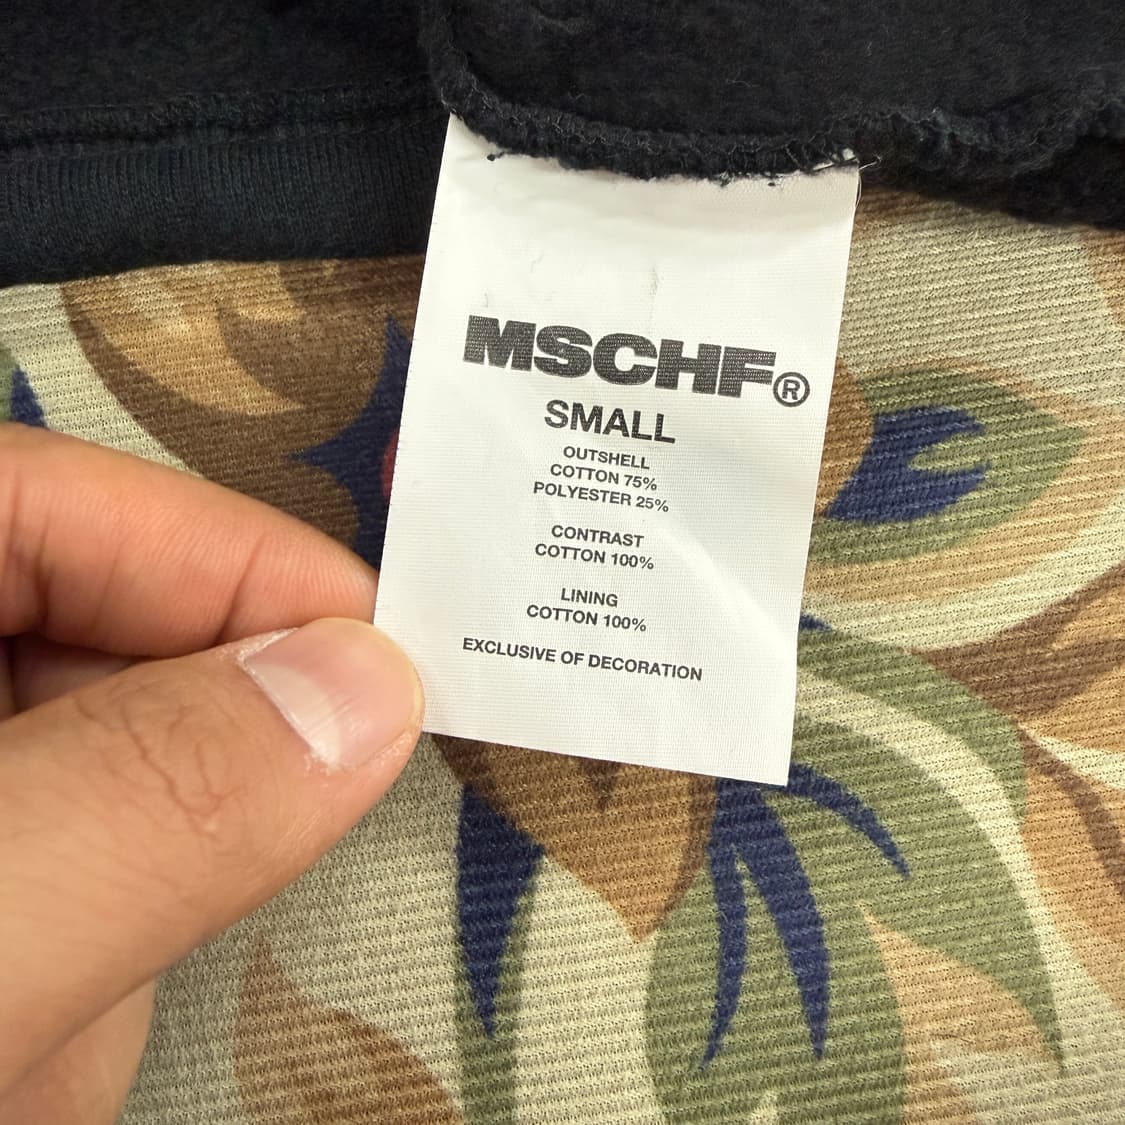 MSCHF®
SMALL
OUTSHELL
COTTON 75%
POLYESTER 25%
CONTRAST
COTTON 100%
LINING
COTTON 100%
EXCLUSIVE OF DECORATION